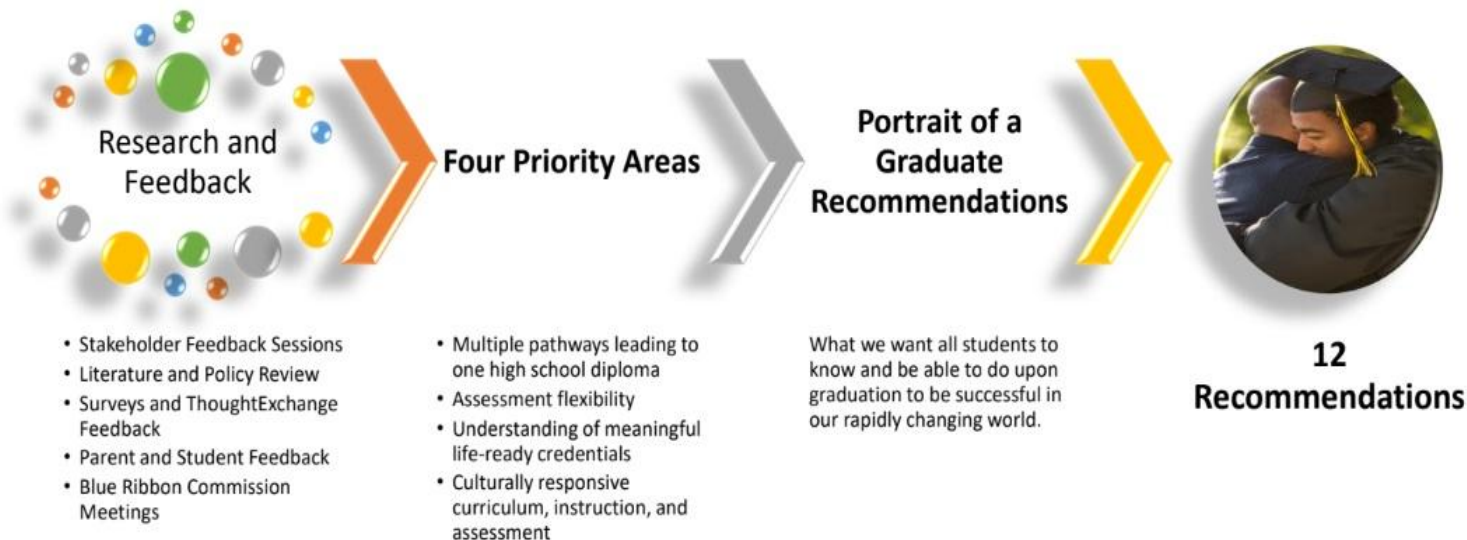 Research and
Feedback
• Stakeholder Feedback Sessions
• Literature and Policy Review
• Surveys and ThoughtExchange
Feedback
• Parent and Student Feedback
• Blue Ribbon Commission
Meetings
Four Priority Areas
• Multiple pathways leading to
one high school diploma
• Assessment flexibility
• Understanding of meaningful
life-ready credentials
• Culturally responsive
curriculum, instruction, and
assessment
Portrait of a
Graduate
Recommendations
What we want all students to
know and be able to do upon
graduation to be successful in
our rapidly changing world.
12
Recommendations